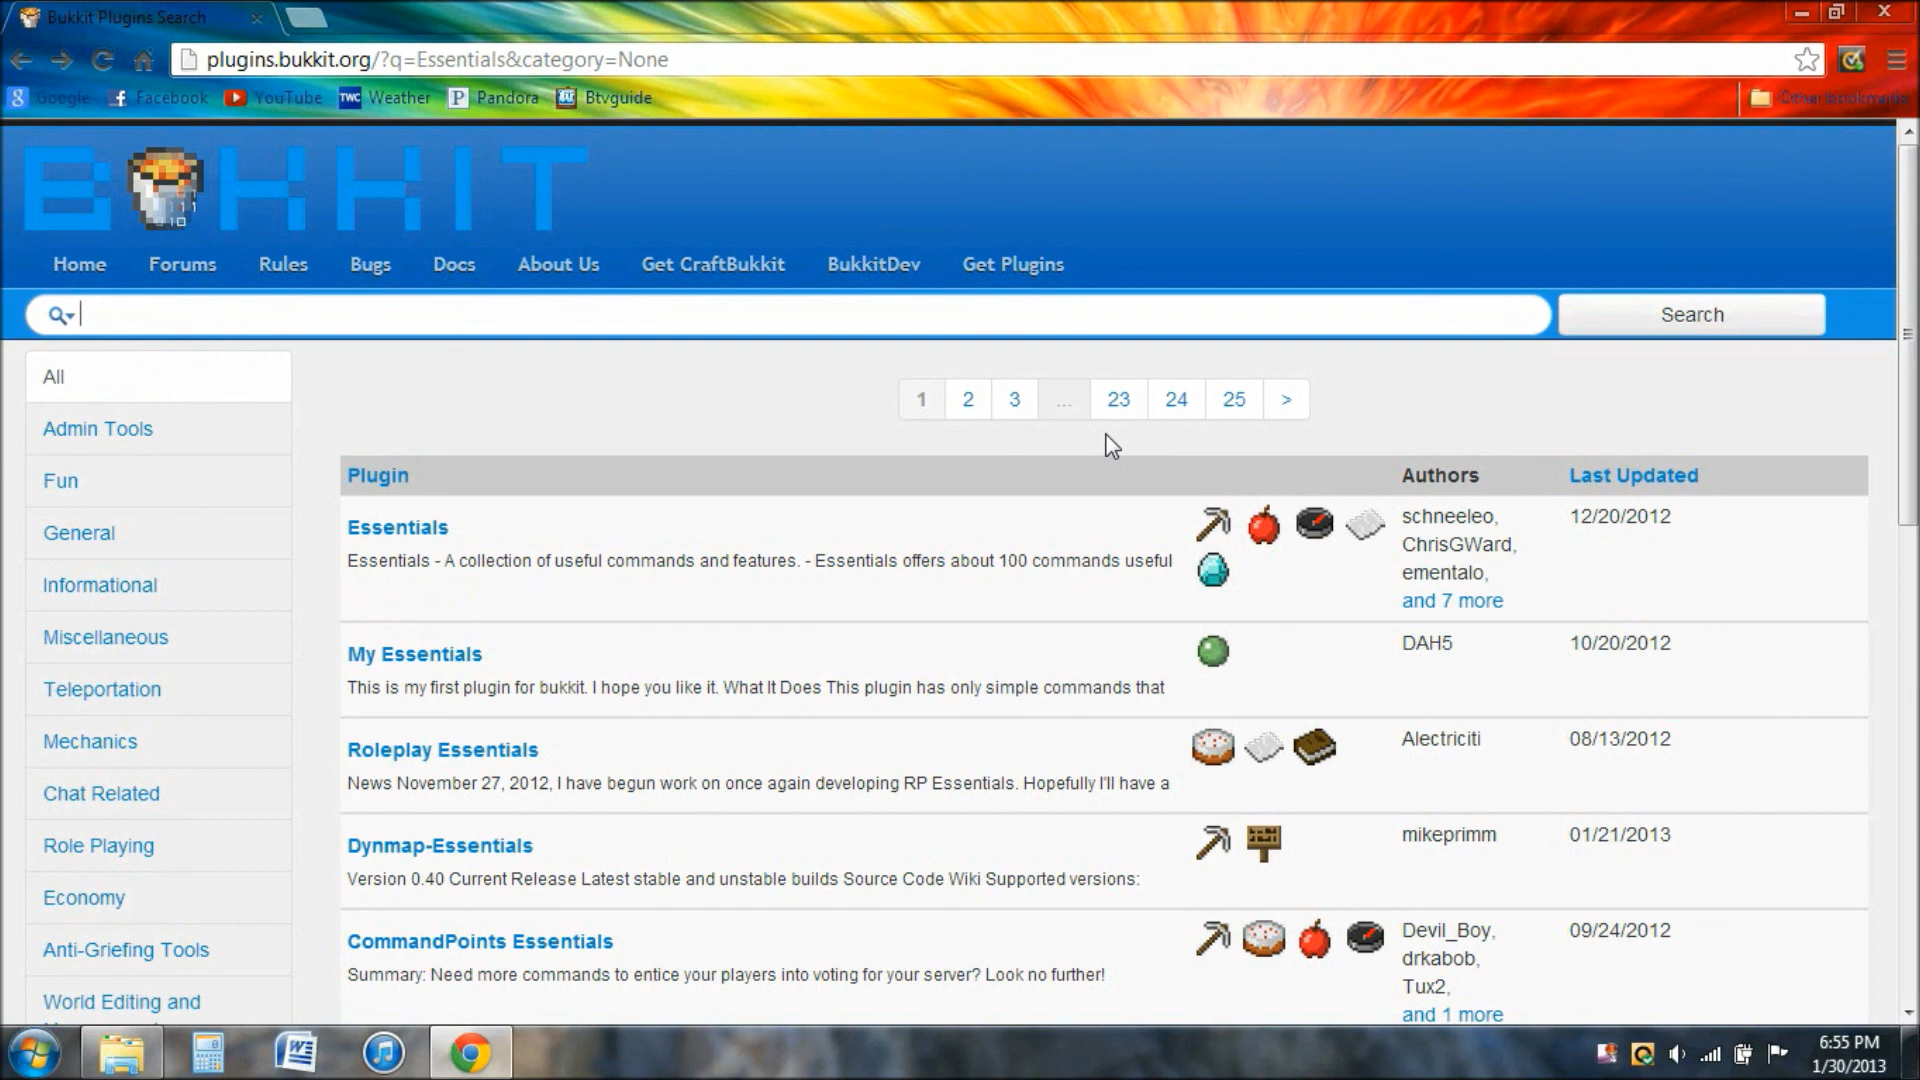 Bukkit Plugins Search
plugins.bukkit.org/?q=Essentials&category=None
Google Facebook YouTube TWC Weather Pandora Btvguide Other bookmarks
BUKKIT
Home Forums Rules Bugs Docs About Us Get CraftBukkit BukkitDev Get Plugins
Search
All
Admin Tools
Fun
General
Informational
Miscellaneous
Teleportation
Mechanics
Chat Related
Role Playing
Economy
Anti-Griefing Tools
World Editing and
1 2 3 ... 23 24 25 >
Plugin Authors Last Updated
Essentials schneeleo, 12/20/2012
Essentials - A collection of useful commands and features. - Essentials offers about 100 commands useful ChrisGWard,
ementalo,
and 7 more
My Essentials DAH5 10/20/2012
This is my first plugin for bukkit. I hope you like it. What It Does This plugin has only simple commands that
Roleplay Essentials Alectriciti 08/13/2012
News November 27, 2012, I have begun work on once again developing RP Essentials. Hopefully I'll have a
Dynmap-Essentials mikeprimm 01/21/2013
Version 0.40 Current Release Latest stable and unstable builds Source Code Wiki Supported versions:
CommandPoints Essentials Devil_Boy, 09/24/2012
Summary: Need more commands to entice your players into voting for your server? Look no further! drkabob,
Tux2,
and 1 more
6:55 PM
1/30/2013